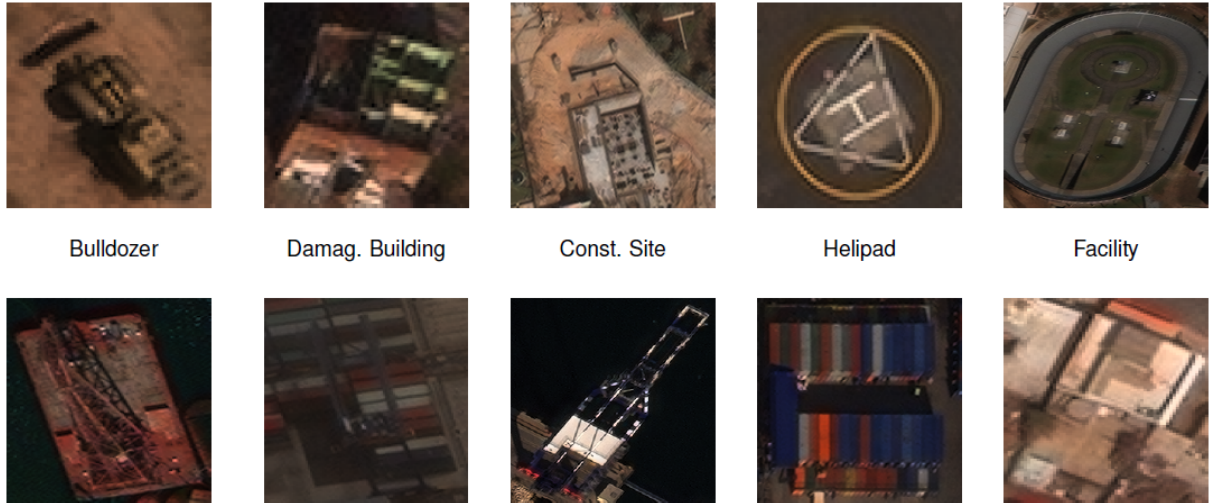 Bulldozer
Damag. Building
Const. Site
Helipad
Facility
H